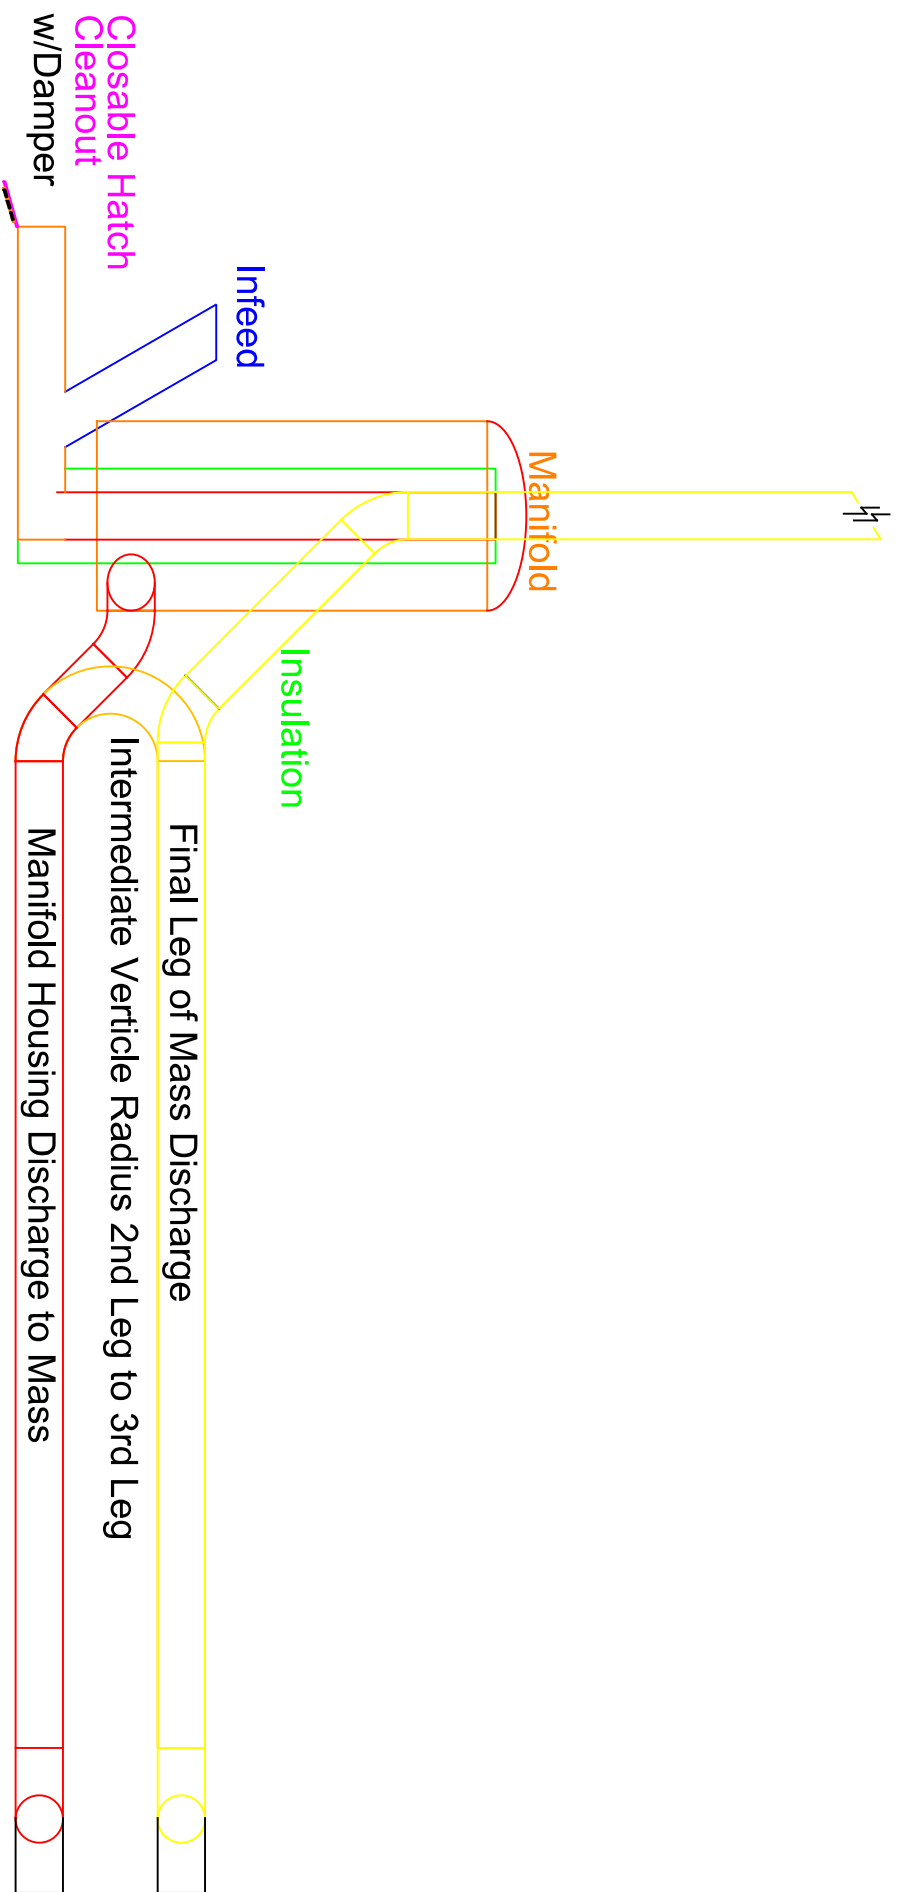 Closable Hatch
Cleanout
w/Damper
Infeed
Manifold
Insulation
Final Leg of Mass Discharge
Intermediate Verticle Radius 2nd Leg to 3rd Leg
Manifold Housing Discharge to Mass